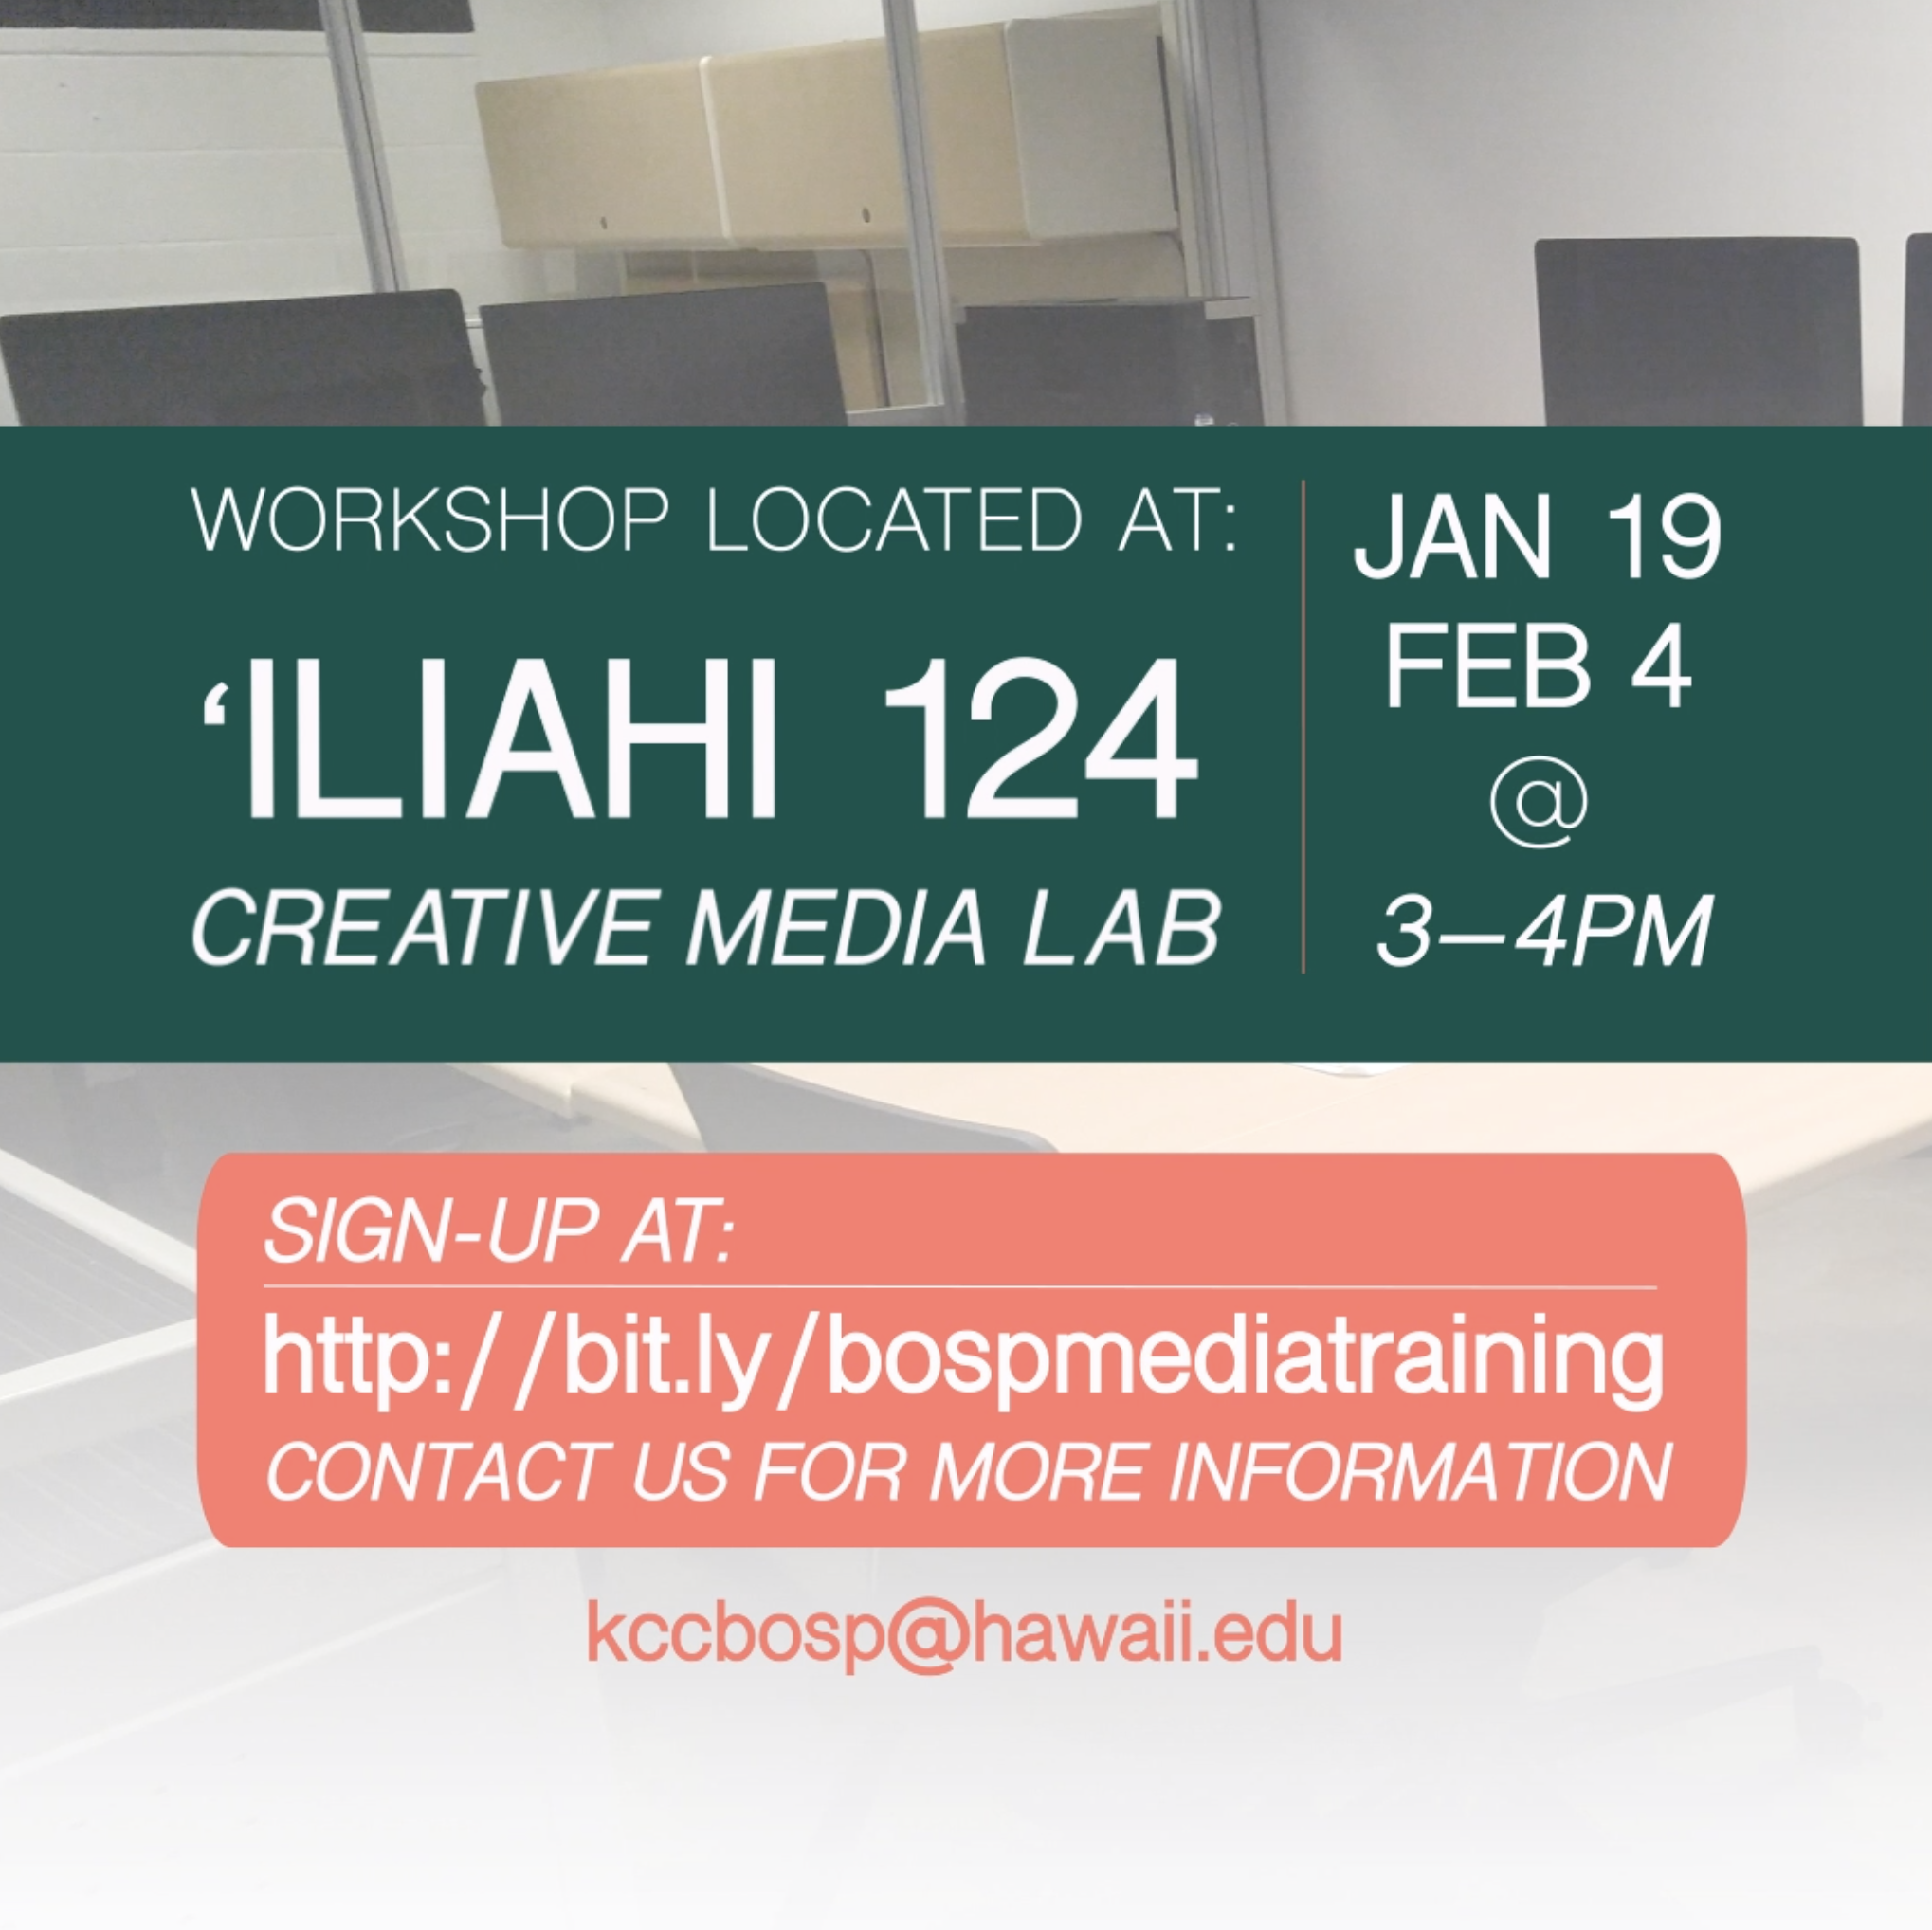 WORKSHOP LOCATED AT:
‘ILIAHI 124
CREATIVE MEDIA LAB
JAN 19
FEB 4
@
3–4PM
SIGN-UP AT:
http://bit.ly/bospmediatraining
CONTACT US FOR MORE INFORMATION
kccbosp@hawaii.edu